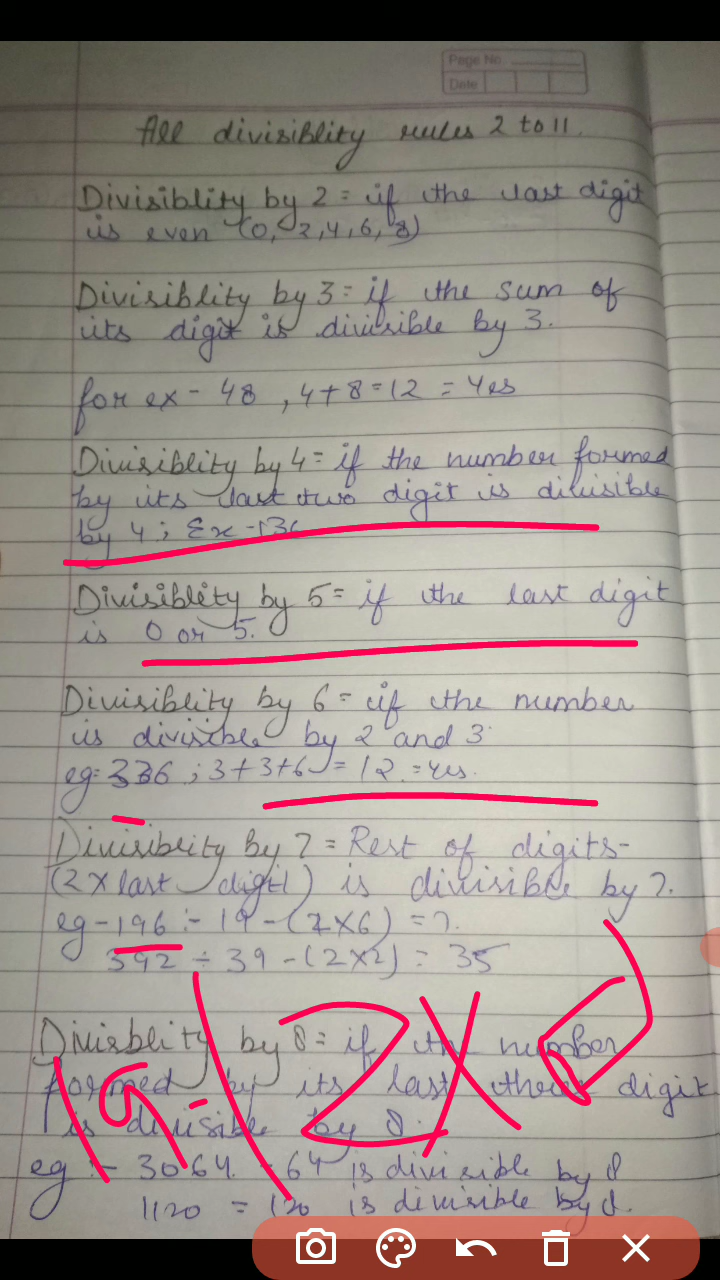 Page No.
Date
All divisiblity rules 2 to 11.
Divisiblity by 2 = if the last digit
is even (0, 2, 4, 6, 8)
Divisiblity by 3 = if the sum of
its digit is divisible by 3.
for ex - 48 , 4+8=12 = Yes
Divisiblity by 4 = if the number formed
by its last two digit is divisible
by 4 ; Ex - 136
Divisiblety by 5 = if the last digit
is 0 or 5.
Divisiblity by 6 = if the number
is divisible by 2 and 3.
eg = 336 ; 3+3+6 = 12 = yes.
Divisiblity by 7 = Rest of digits -
(2 x last digit) is divisible by 7.
eg - 196 :- 19 - (2x6) = 7.
392 ÷ 39 - (2x2) = 35
Divisblity by 8 = if the number
formed by its last three digit
is divisible by 8.
19 - (2x6)
eg :- 3064 - 64 is divisible by 8
1120 = 120 is divisible by 8.